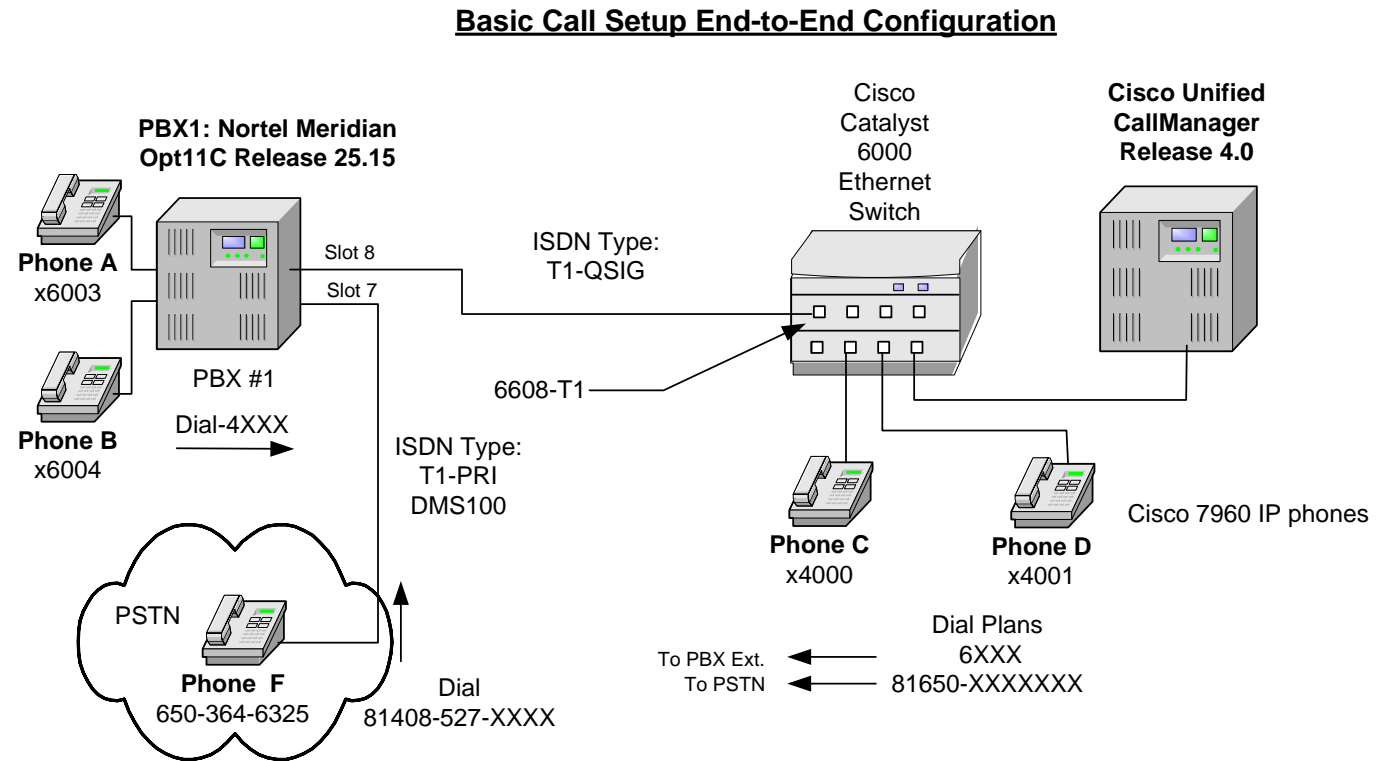 Basic Call Setup End-to-End Configuration
PBX1: Nortel Meridian
Opt11C Release 25.15
Cisco
Catalyst
6000
Ethernet
Switch
Cisco Unified
CallManager
Release 4.0
Phone A
x6003
Slot 8
Slot 7
ISDN Type:
T1-QSIG
PBX #1
6608-T1
Phone B
x6004
Dial-4XXX
ISDN Type:
T1-PRI
DMS100
Phone C
x4000
Phone D
x4001
Cisco 7960 IP phones
PSTN
Phone F
650-364-6325
Dial
81408-527-XXXX
Dial Plans
To PBX Ext.
6XXX
To PSTN
81650-XXXXXXX